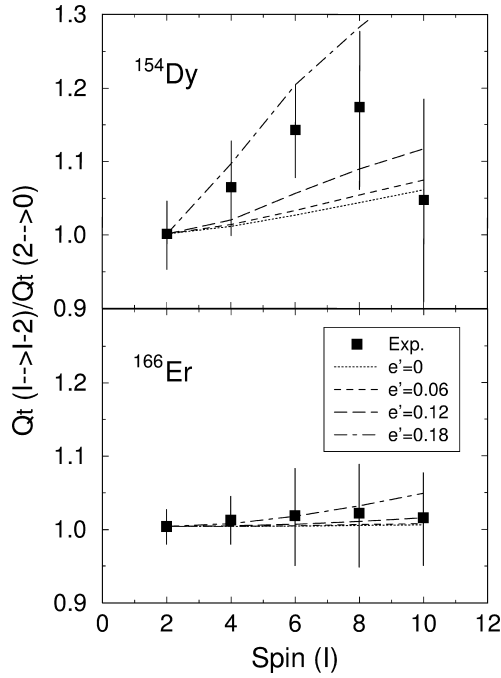 1.3
¹⁵⁴Dy
1.2
1.1
1.0
0.9
Qt (I-->I-2)/Qt (2-->0)
¹⁶⁶Er
Exp.
e'=0
e'=0.06
e'=0.12
e'=0.18
1.2
1.1
1.0
0.9
0 2 4 6 8 10 12
Spin (I)